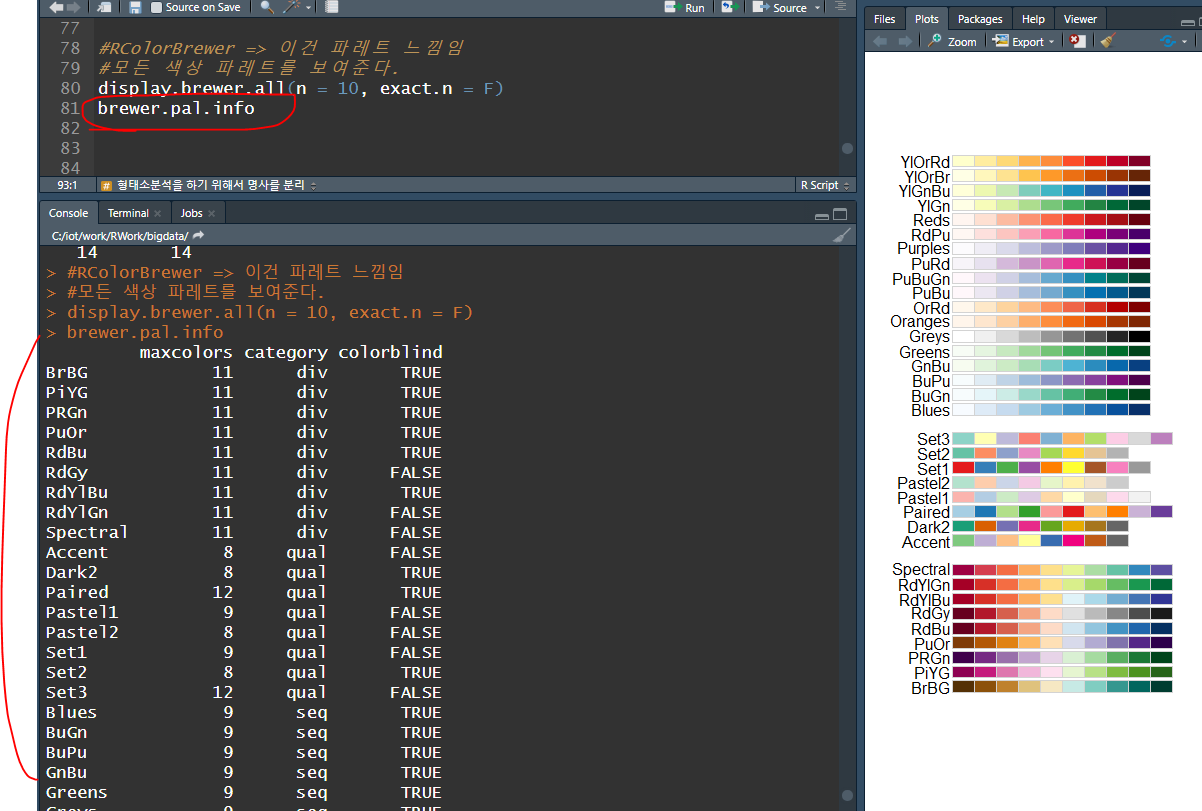 Source on Save
Run
Source
77
78 #RColorBrewer => 이건 파레트 느낌임
79 #모든 색상 파레트를 보여준다.
80 display.brewer.all(n = 10, exact.n = F)
81 brewer.pal.info
82
83
84
93:1 # 형태소분석을 하기 위해서 명사를 분리 R Script
Console Terminal Jobs
C:/iot/work/RWork/bigdata/
14 14
> #RColorBrewer => 이건 파레트 느낌임
> #모든 색상 파레트를 보여준다.
> display.brewer.all(n = 10, exact.n = F)
> brewer.pal.info
maxcolors category colorblind
BrBG 11 div TRUE
PiYG 11 div TRUE
PRGn 11 div TRUE
PuOr 11 div TRUE
RdBu 11 div TRUE
RdGy 11 div FALSE
RdYlBu 11 div TRUE
RdYlGn 11 div FALSE
Spectral 11 div FALSE
Accent 8 qual FALSE
Dark2 8 qual TRUE
Paired 12 qual TRUE
Pastel1 9 qual FALSE
Pastel2 8 qual FALSE
Set1 9 qual FALSE
Set2 8 qual TRUE
Set3 12 qual FALSE
Blues 9 seq TRUE
BuGn 9 seq TRUE
BuPu 9 seq TRUE
GnBu 9 seq TRUE
Greens 9 seq TRUE
Greys 9 seq TRUE
Files Plots Packages Help Viewer
Zoom Export
YlOrRd
YlOrBr
YlGnBu
YlGn
Reds
RdPu
Purples
PuRd
PuBuGn
PuBu
OrRd
Oranges
Greys
Greens
GnBu
BuPu
BuGn
Blues
Set3
Set2
Set1
Pastel2
Pastel1
Paired
Dark2
Accent
Spectral
RdYlGn
RdYlBu
RdGy
RdBu
PuOr
PRGn
PiYG
BrBG